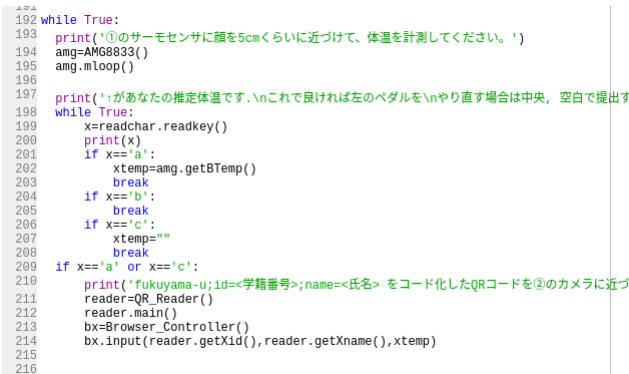 191
192 while True:
193   print('①のサーモセンサに顔を5cmくらいに近づけて、体温を計測してください。')
194   amg=AMG8833()
195   amg.mloop()
196
197   print('↑があなたの推定体温です.\nこれで良ければ左のペダルを\nやり直す場合は中央, 空白で提出す
198   while True:
199       x=readchar.readkey()
200       print(x)
201       if x=='a':
202           xtemp=amg.getBTemp()
203           break
204       if x=='b':
205           break
206       if x=='c':
207           xtemp=""
208           break
209   if x=='a' or x=='c':
210       print('fukuyama-u;id=<学籍番号>;name=<氏名> をコード化したQRコードを②のカメラに近づ
211       reader=QR_Reader()
212       reader.main()
213       bx=Browser_Controller()
214       bx.input(reader.getXid(),reader.getXname(),xtemp)
215
216